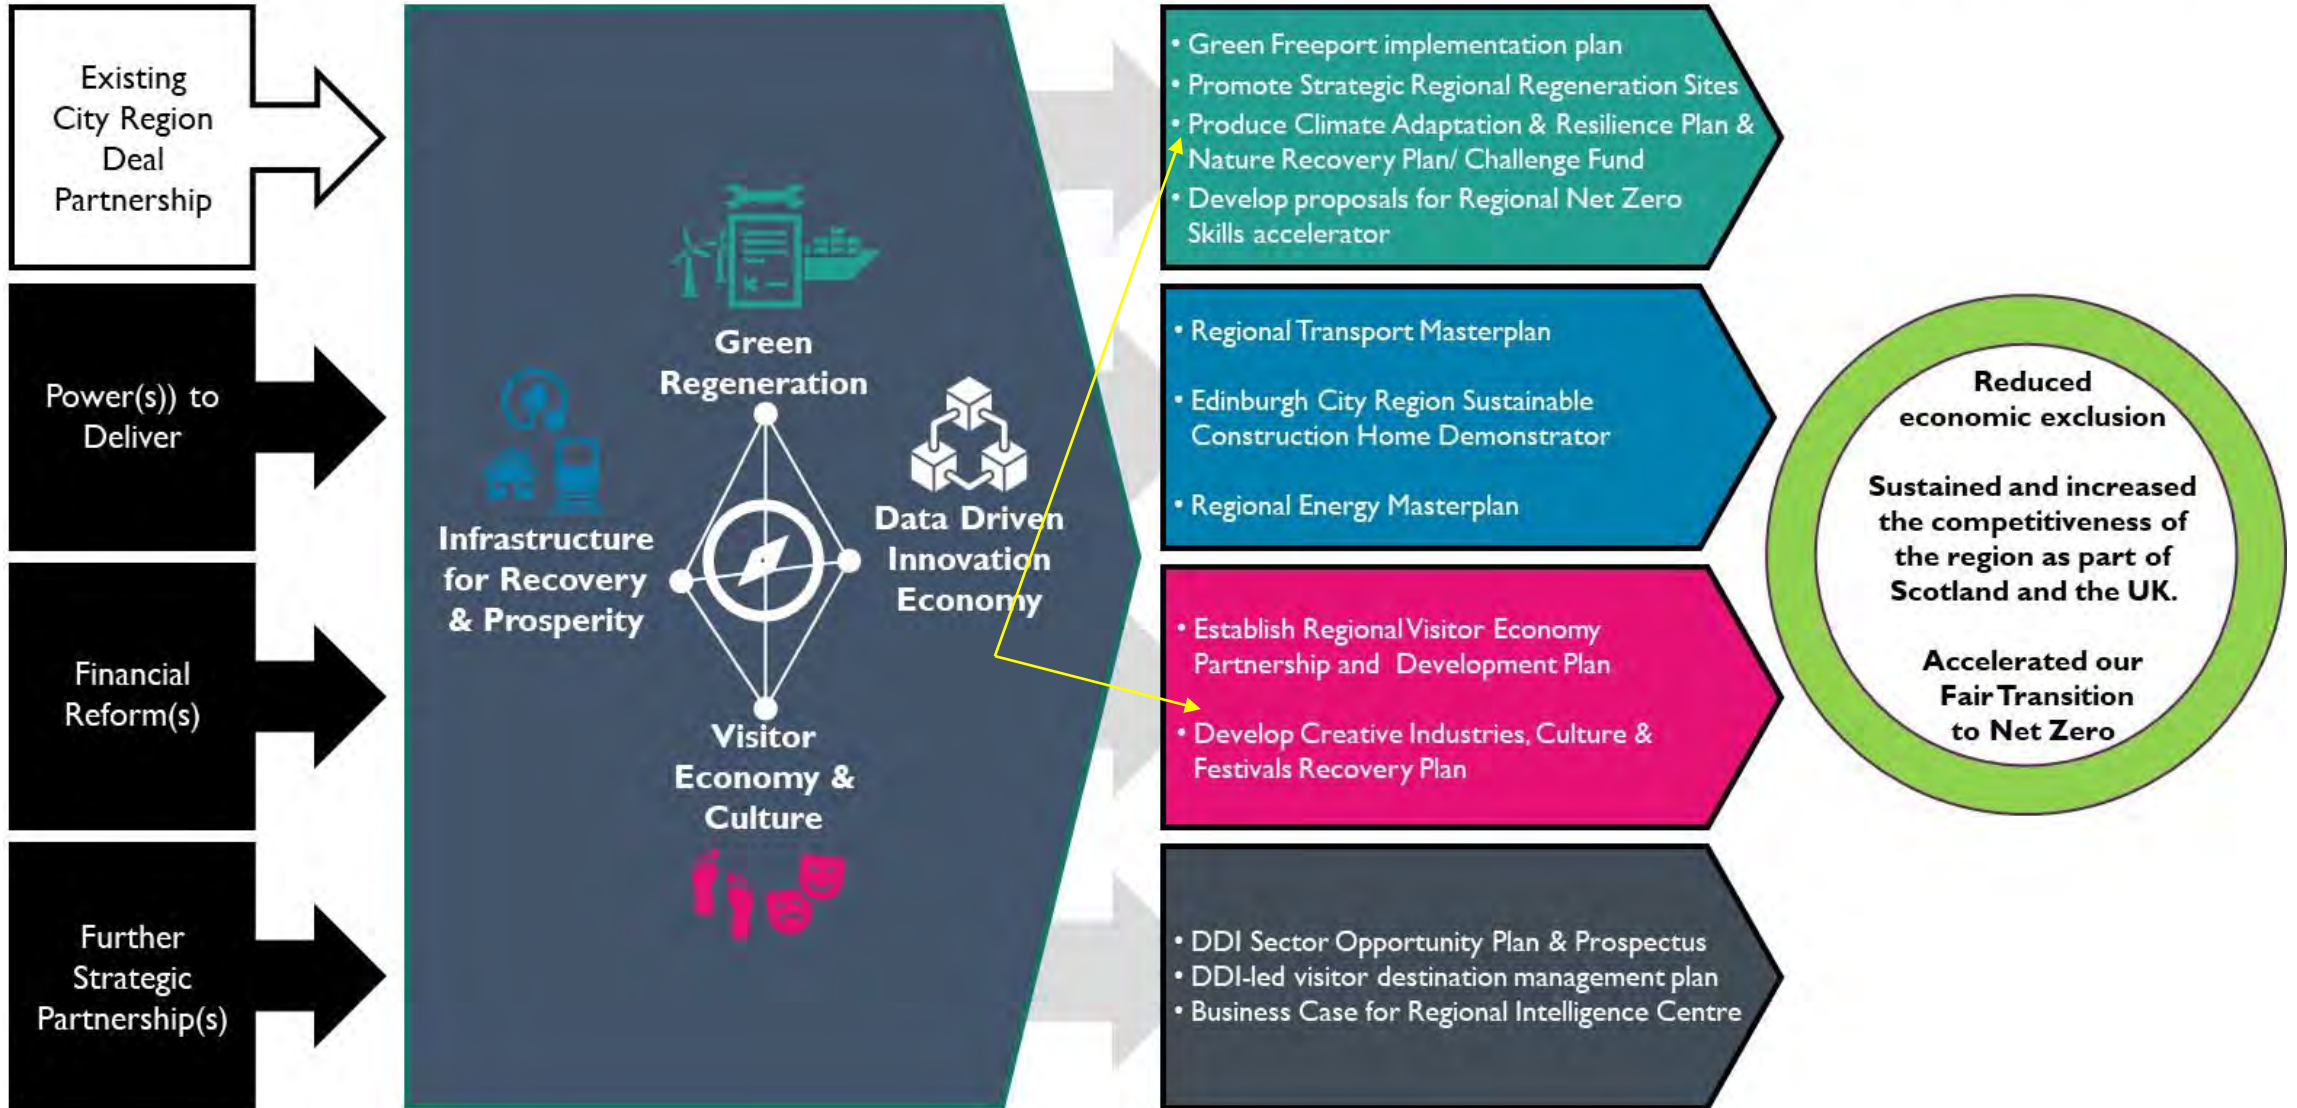 Existing
City Region
Deal
Partnership
Power(s)) to
Deliver
Financial
Reform(s)
Further
Strategic
Partnership(s)
Green
Regeneration
Infrastructure
for Recovery
& Prosperity
Data Driven
Innovation
Economy
Visitor
Economy &
Culture
• Green Freeport implementation plan
• Promote Strategic Regional Regeneration Sites
• Produce Climate Adaptation & Resilience Plan &
Nature Recovery Plan/ Challenge Fund
• Develop proposals for Regional Net Zero
Skills accelerator
• Regional Transport Masterplan
• Edinburgh City Region Sustainable
Construction Home Demonstrator
• Regional Energy Masterplan
• Establish Regional Visitor Economy
Partnership and Development Plan
• Develop Creative Industries, Culture &
Festivals Recovery Plan
• DDI Sector Opportunity Plan & Prospectus
• DDI-led visitor destination management plan
• Business Case for Regional Intelligence Centre
Reduced
economic exclusion
Sustained and increased
the competitiveness of
the region as part of
Scotland and the UK.
Accelerated our
Fair Transition
to Net Zero